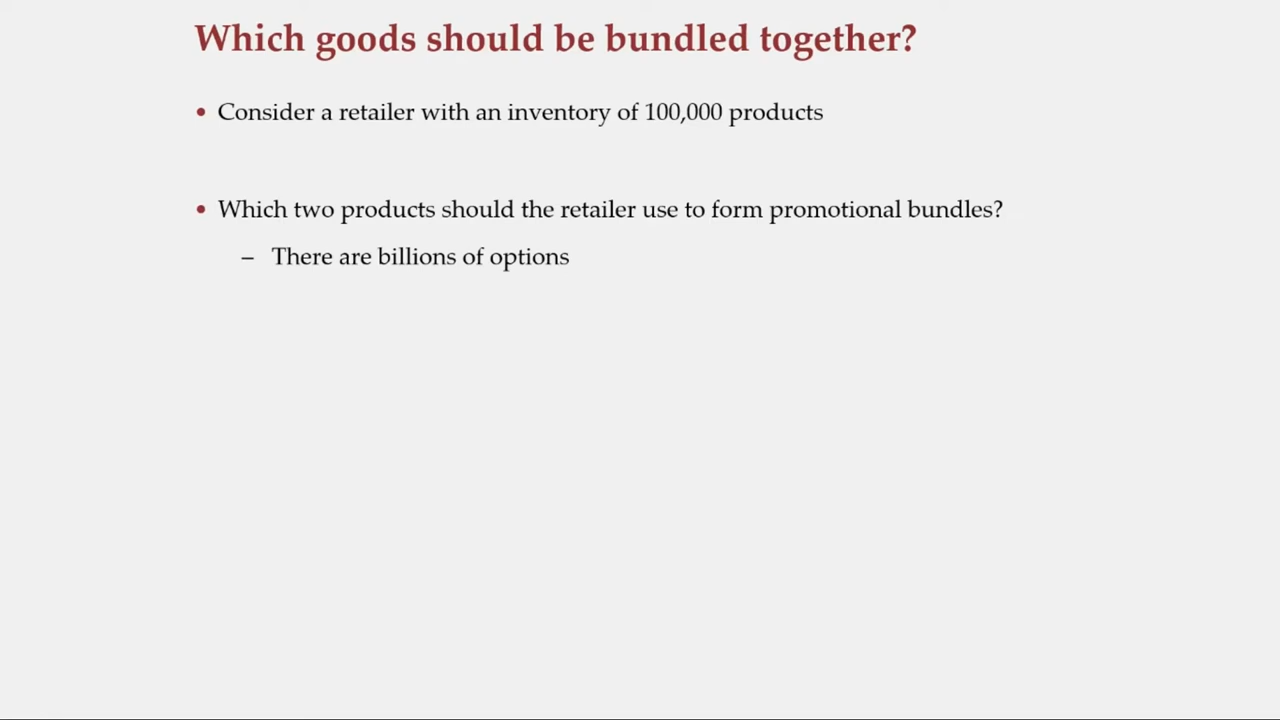 Which goods should be bundled together?
• Consider a retailer with an inventory of 100,000 products
• Which two products should the retailer use to form promotional bundles?
– There are billions of options